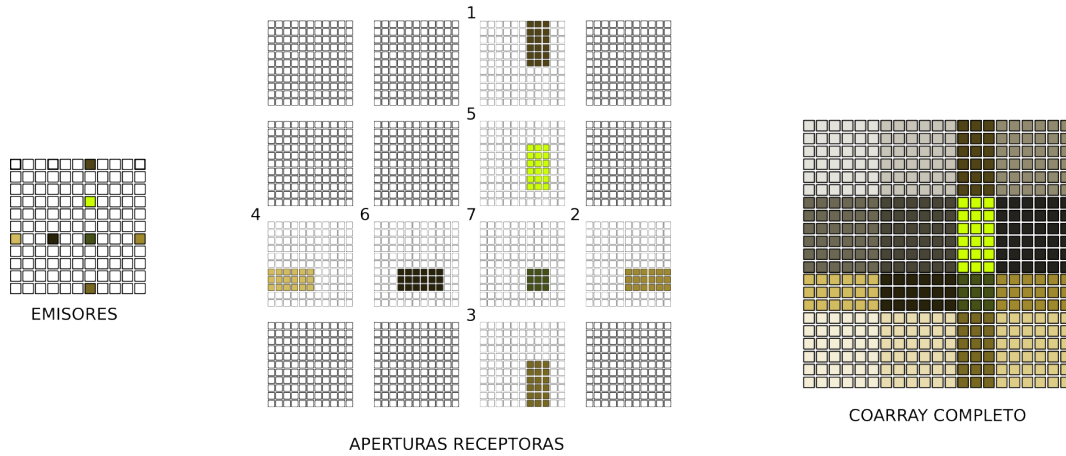 1
5
4
6
7
2
3
EMISORES
APERTURAS RECEPTORAS
COARRAY COMPLETO